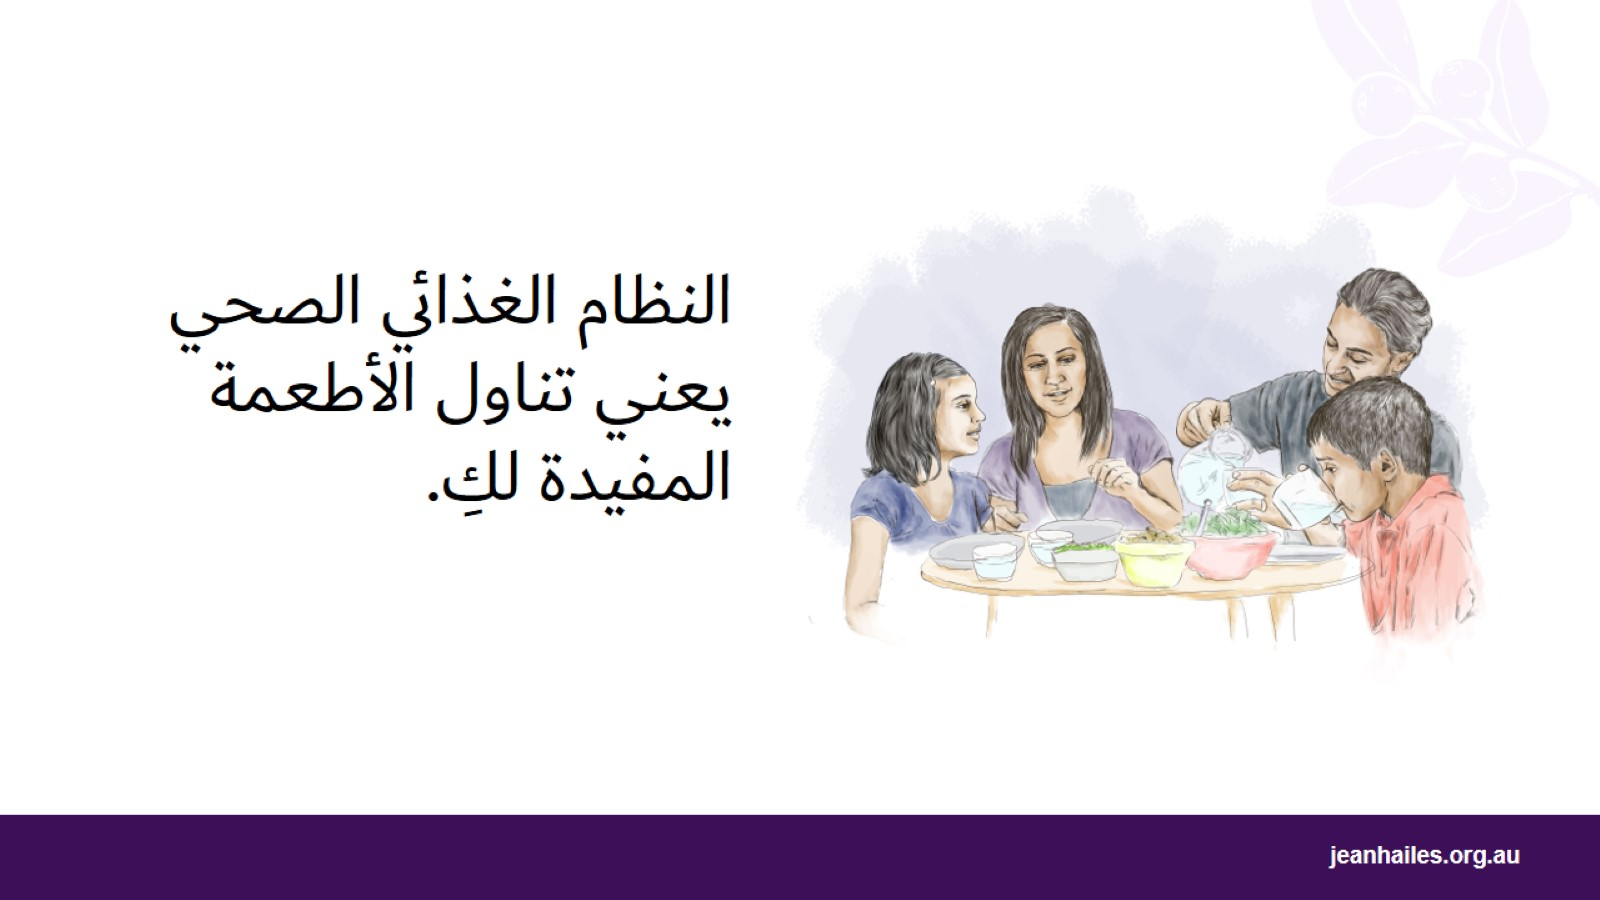 النظام الغذائي الصحي
يعني تناول الأطعمة
المفيدة لكِ.
jeanhailes.org.au